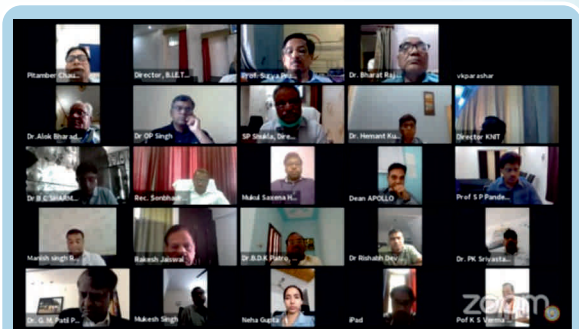 Pitamber Chau...
Director, B.I.E.T...
Prof. Surya Pra...
Dr. Bharat Raj...
vkparashar
Dr.Alok Bharad...
Dr OP Singh
SP Shukla, Dire...
Dr. Hemant Ku...
Director KNIT
Rec. Sonbhadr...
Mukul Saxena H...
Dean APOLLO
Prof S P Pande...
Manish singh R...
Rakesh Jaiswal
Dr.B.D.K Patro,...
Dr Rishabh Dev...
Dr. PK Srivasta...
Dr. G. M. Patil P...
Mukesh Singh
Neha Gupta
iPad
Pof K S Verma
zoom